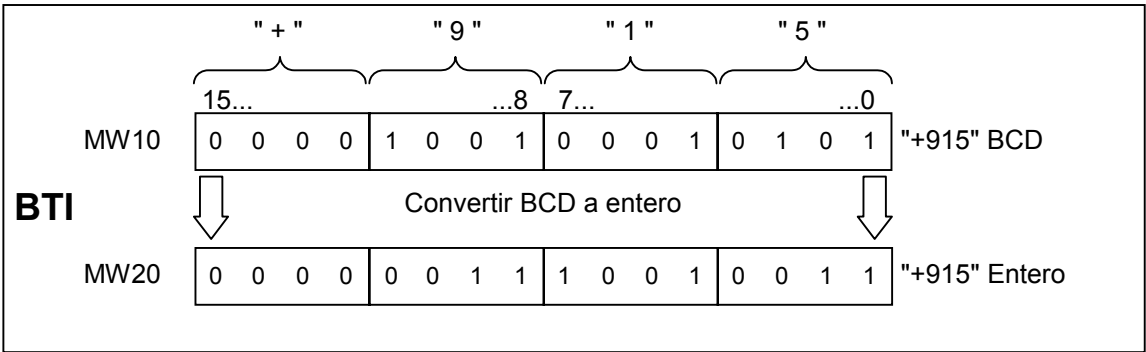 " + " " 9 " " 1 " " 5 "
15... ...8 7... ...0
MW10 0 0 0 0 1 0 0 1 0 0 0 1 0 1 0 1 "+915" BCD
BTI Convertir BCD a entero
MW20 0 0 0 0 0 0 1 1 1 0 0 1 0 0 1 1 "+915" Entero